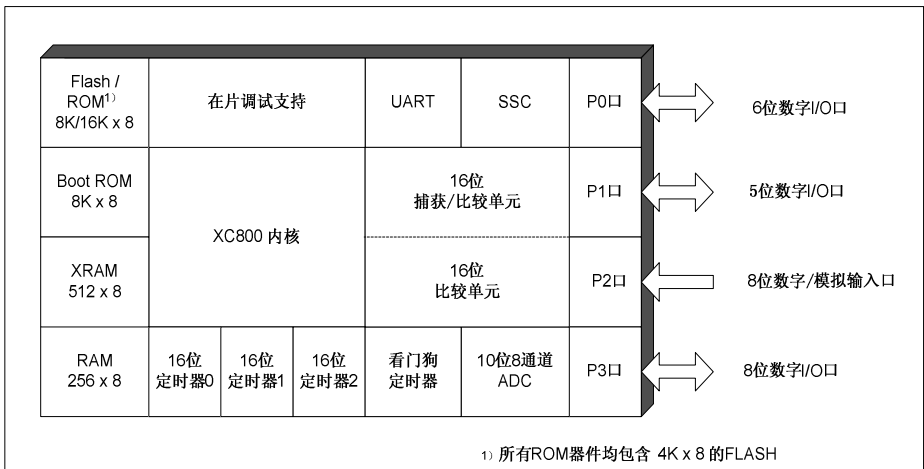 Flash /
ROM1)
8K/16K x 8
在片调试支持
UART
SSC
P0口
6位数字I/O口
Boot ROM
8K x 8
XC800 内核
16位
捕获/比较单元
P1口
5位数字I/O口
XRAM
512 x 8
16位
比较单元
P2口
8位数字/模拟输入口
RAM
256 x 8
16位
定时器0
16位
定时器1
16位
定时器2
看门狗
定时器
10位8通道
ADC
P3口
8位数字I/O口
1) 所有ROM器件均包含 4K x 8 的FLASH